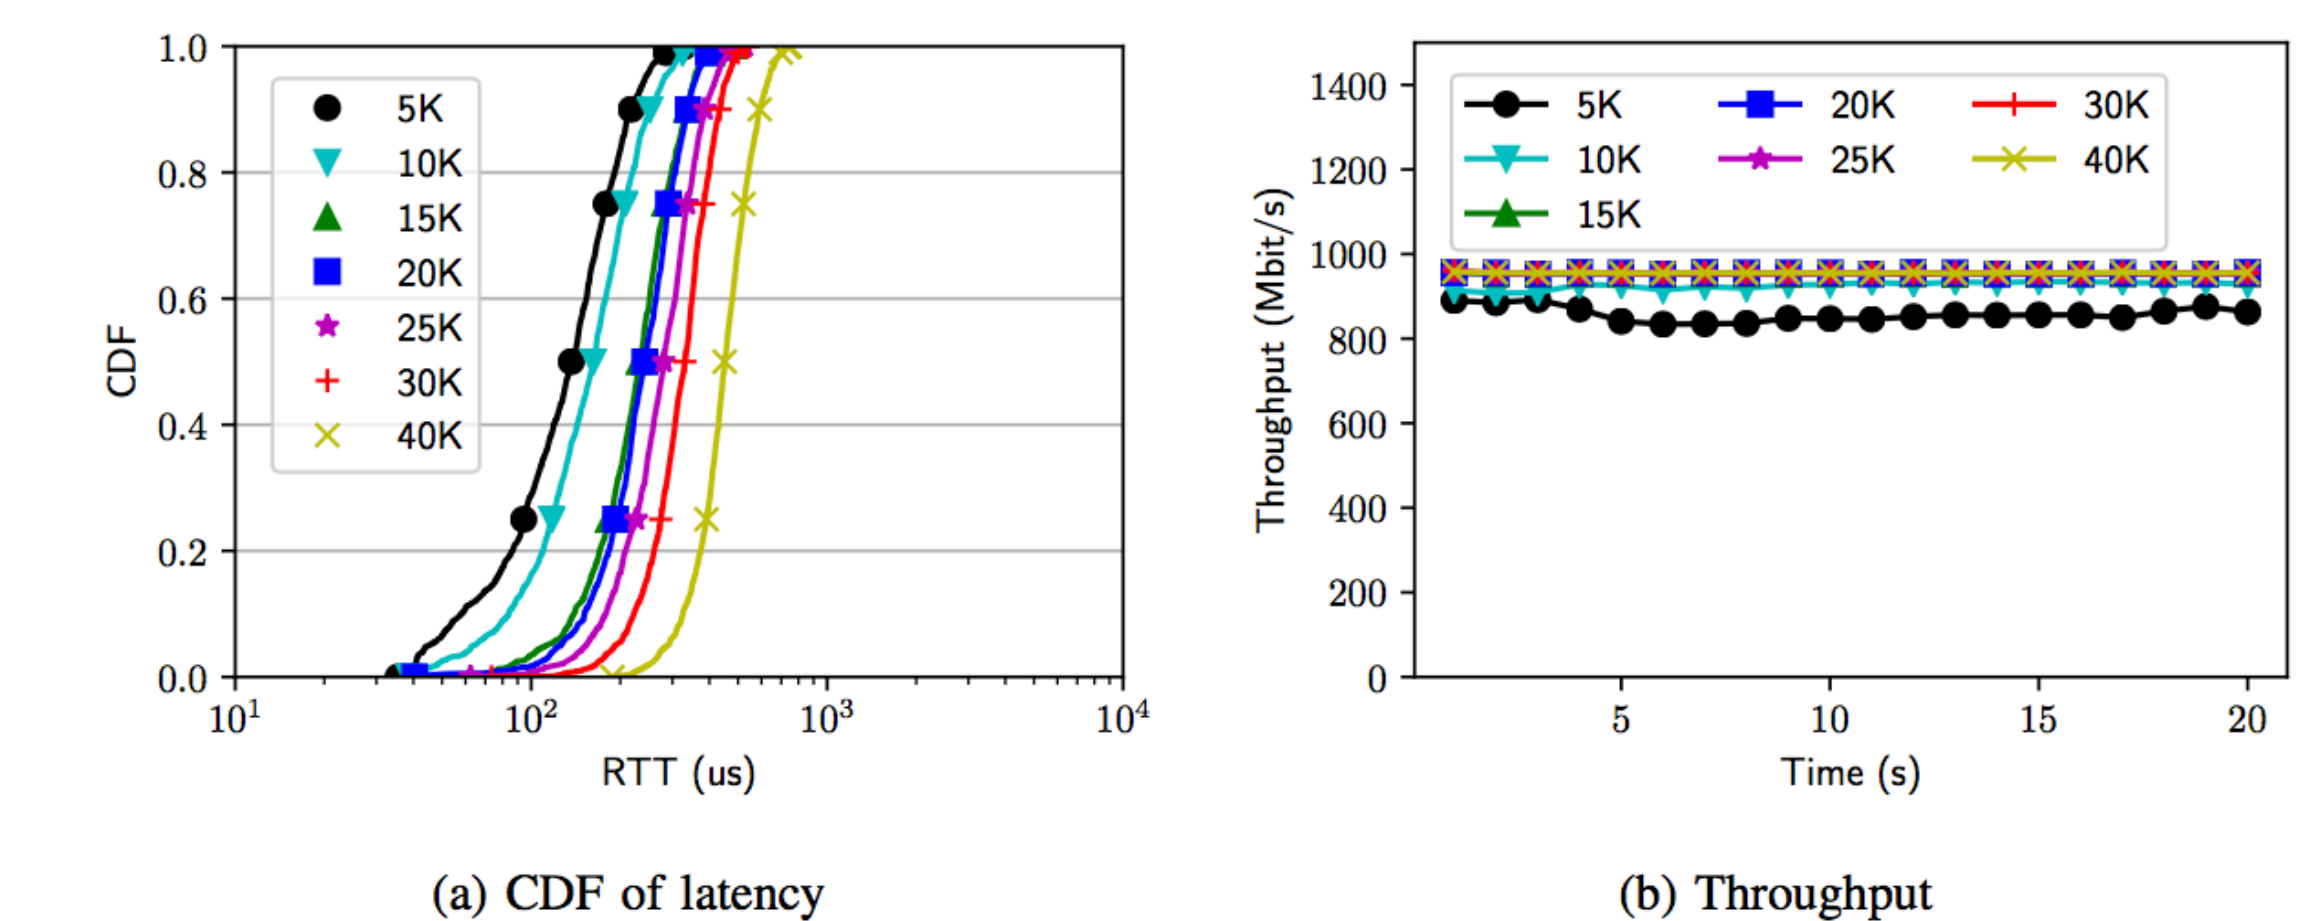 1.0
0.8
0.6
0.4
0.2
0.0
CDF
5K
10K
15K
20K
25K
30K
40K
10¹ 10² 10³ 10⁴
RTT (us)
(a) CDF of latency
1400
1200
1000
800
600
400
200
0
Throughput (Mbit/s)
5K 20K 30K
10K 25K 40K
15K
5 10 15 20
Time (s)
(b) Throughput